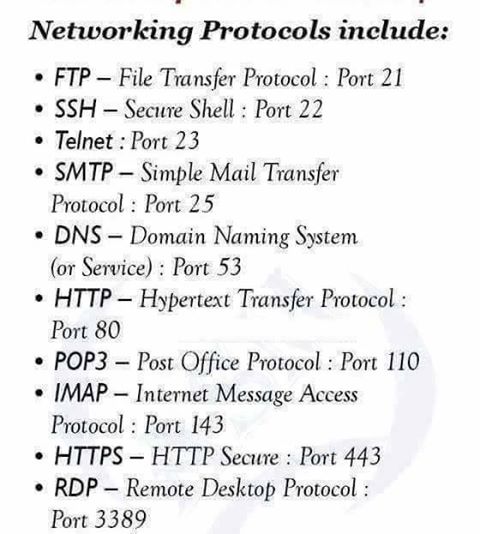 Networking Protocols include:
• FTP – File Transfer Protocol : Port 21
• SSH – Secure Shell : Port 22
• Telnet : Port 23
• SMTP – Simple Mail Transfer
Protocol : Port 25
• DNS – Domain Naming System
(or Service) : Port 53
• HTTP – Hypertext Transfer Protocol :
Port 80
• POP3 – Post Office Protocol : Port 110
• IMAP – Internet Message Access
Protocol : Port 143
• HTTPS – HTTP Secure : Port 443
• RDP – Remote Desktop Protocol :
Port 3389